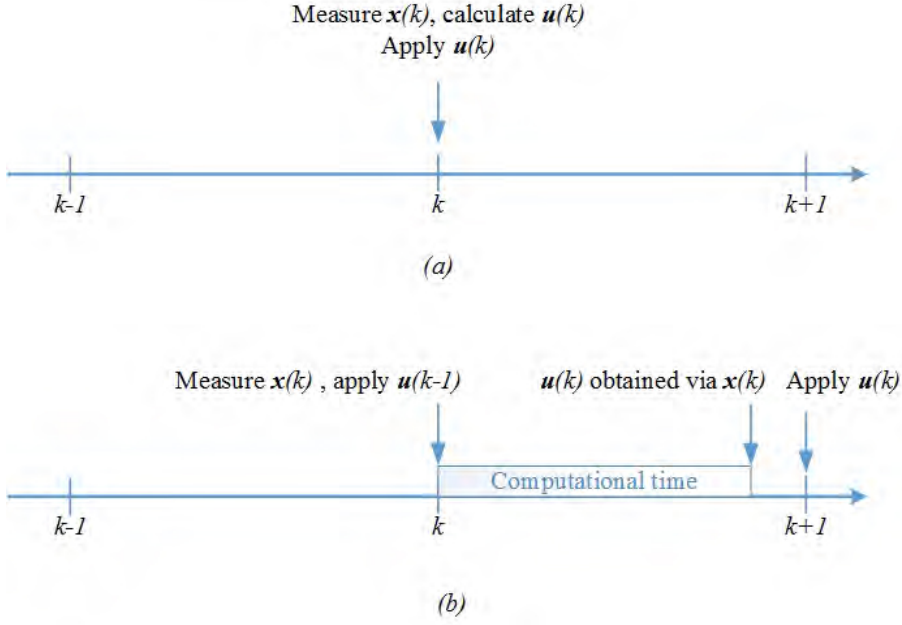 Measure x(k), calculate u(k)
Apply u(k)
k-1
k
k+1
(a)
Measure x(k) , apply u(k-1)
u(k) obtained via x(k)
Apply u(k)
Computational time
k-1
k
k+1
(b)